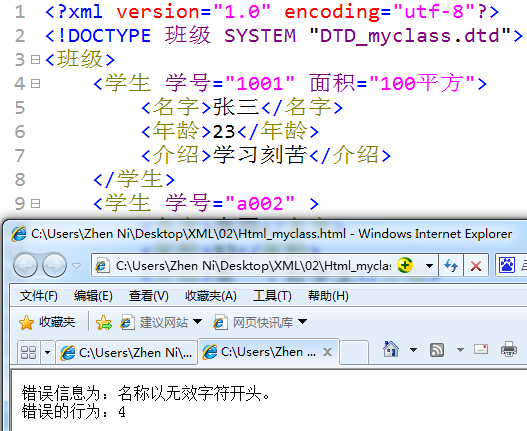 1 <?xml version="1.0" encoding="utf-8"?>
2 <!DOCTYPE 班级 SYSTEM "DTD_myclass.dtd">
3 <班级>
4 <学生 学号="1001" 面积="100平方">
5 <名字>张三</名字>
6 <年龄>23</年龄>
7 <介绍>学习刻苦</介绍>
8 </学生>
9 <学生 学号="a002" >
C:\Users\Zhen Ni\Desktop\XML\02\Html_myclass.html - Windows Internet Explorer
C:\Users\Zhen Ni\Desktop\XML\02\Html_myclas
文件(F) 编辑(E) 查看(V) 收藏夹(A) 工具(T) 帮助(H)
收藏夹 建议网站 网页快讯库
C:\Users\Zhen Ni\... C:\Users\Zhen ...
错误信息为: 名称以无效字符开头。
错误的行为: 4